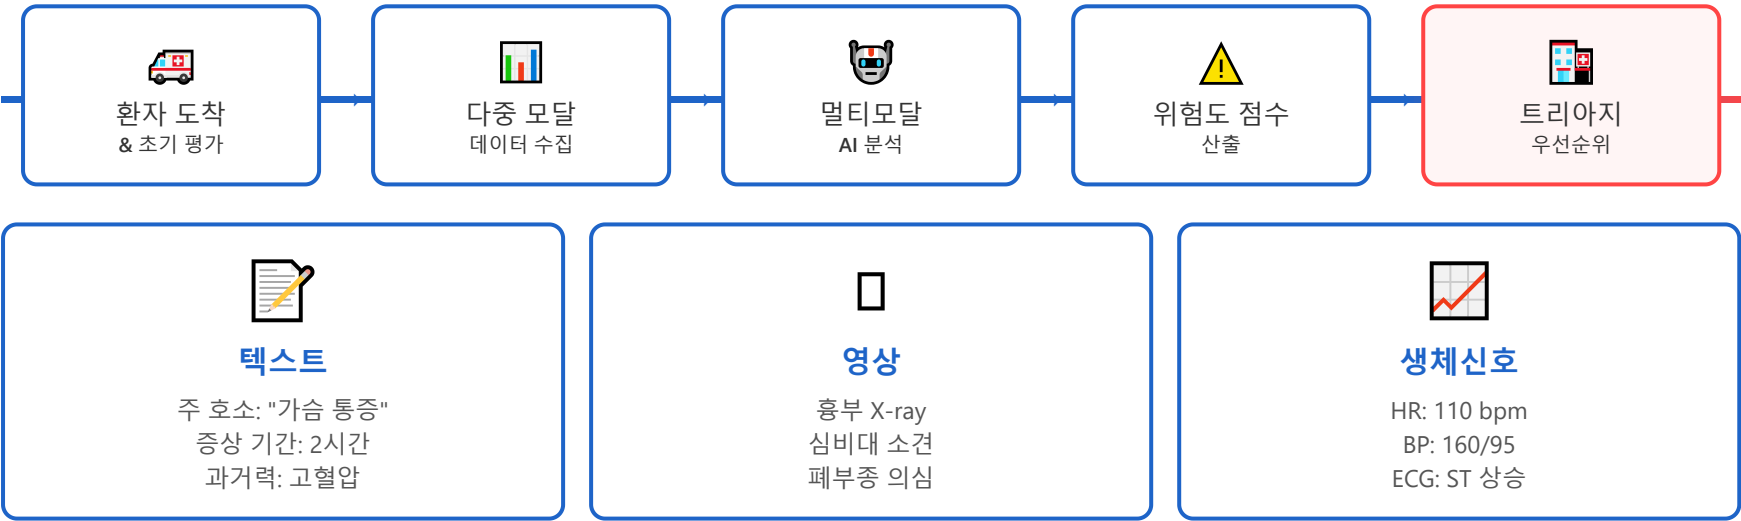 환자 도착
& 초기 평가
다중 모달
데이터 수집
멀티모달
AI 분석
위험도 점수
산출
트리아지
우선순위
텍스트
주 호소: "가슴 통증"
증상 기간: 2시간
과거력: 고혈압
영상
흉부 X-ray
심비대 소견
폐부종 의심
생체신호
HR: 110 bpm
BP: 160/95
ECG: ST 상승